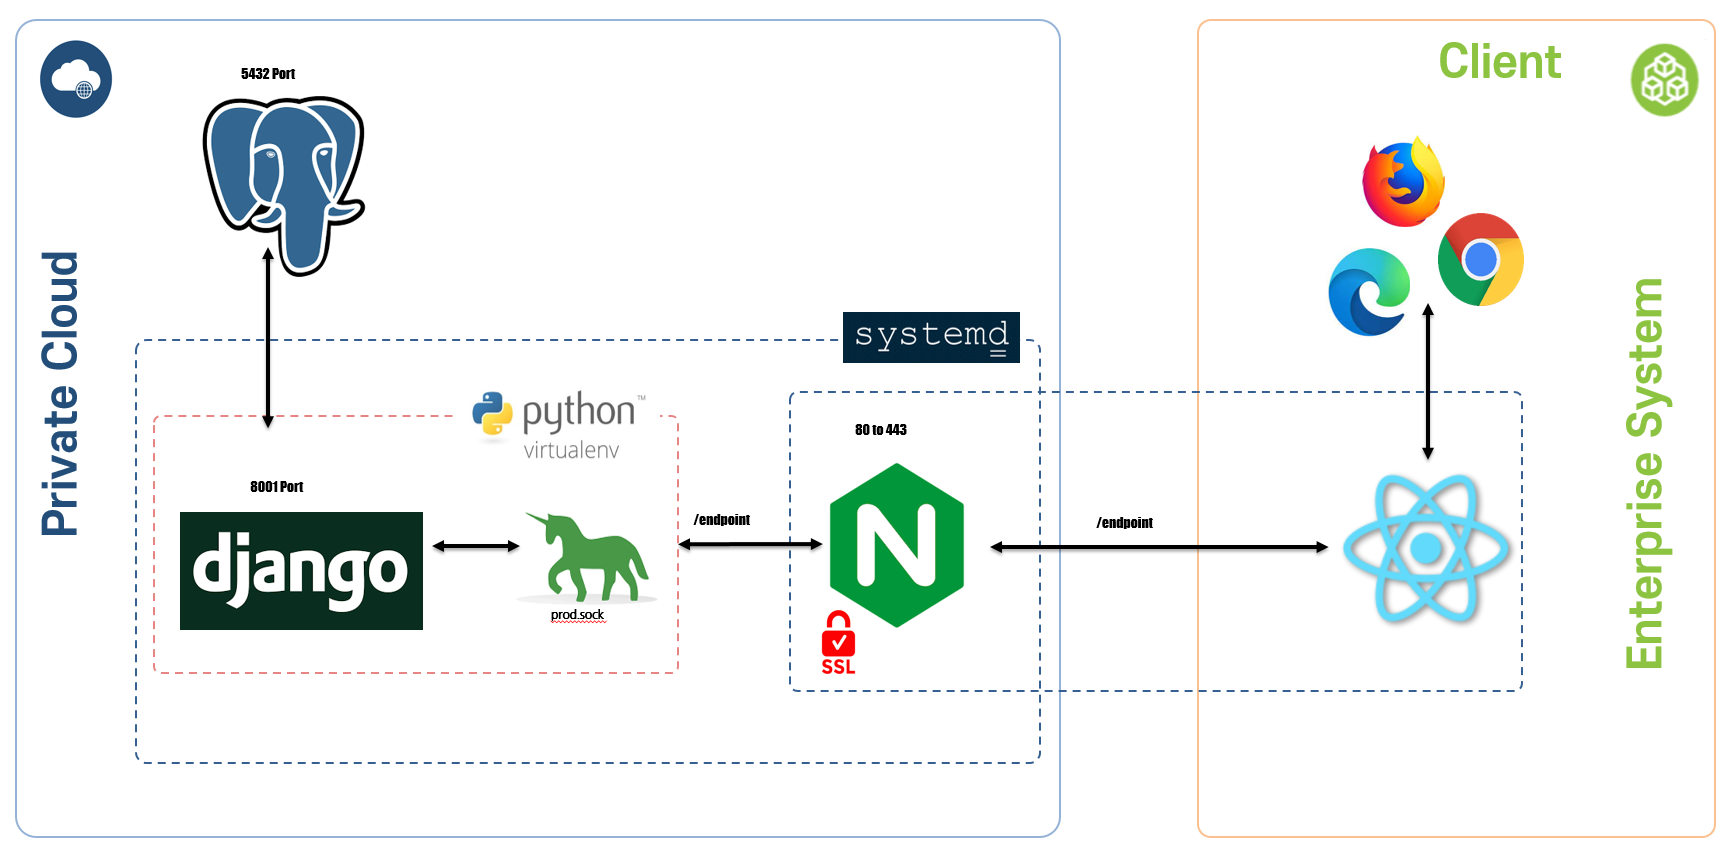 Client
5432 Port
Private Cloud
Enterprise System
systemd
python™
virtualenv
80 to 443
8001 Port
/endpoint
/endpoint
django
N
prod.sock
SSL